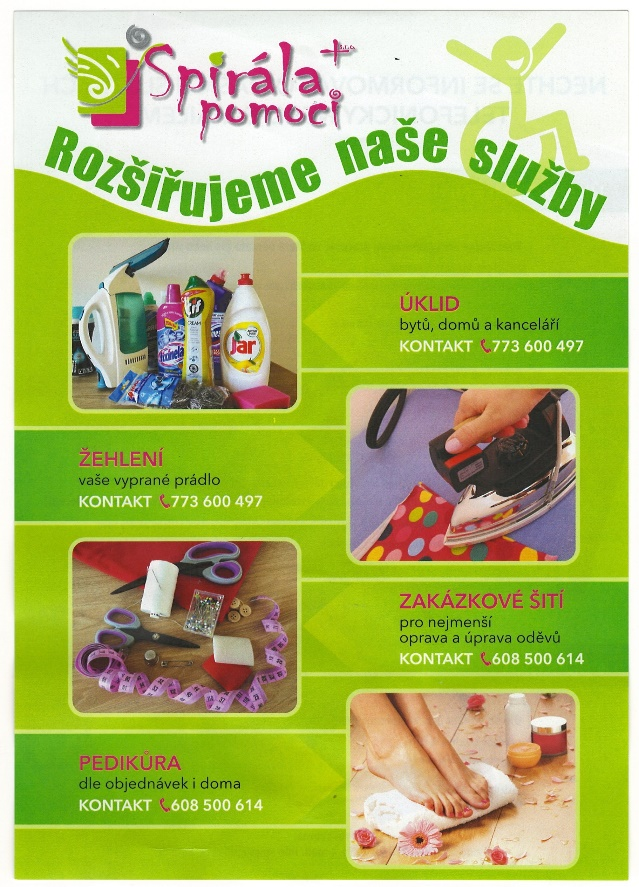 Spirála
pomoci
Rozšiřujeme naše služby
ÚKLID
bytů, domů a kanceláří
KONTAKT 773 600 497
cif
CREAM
Jar
ŽEHLENÍ
vaše vyprané prádlo
KONTAKT 773 600 497
ZAKÁZKOVÉ ŠITÍ
pro nejmenší
oprava a úprava oděvů
KONTAKT 608 500 614
PEDIKŮRA
dle objednávek i doma
KONTAKT 608 500 614